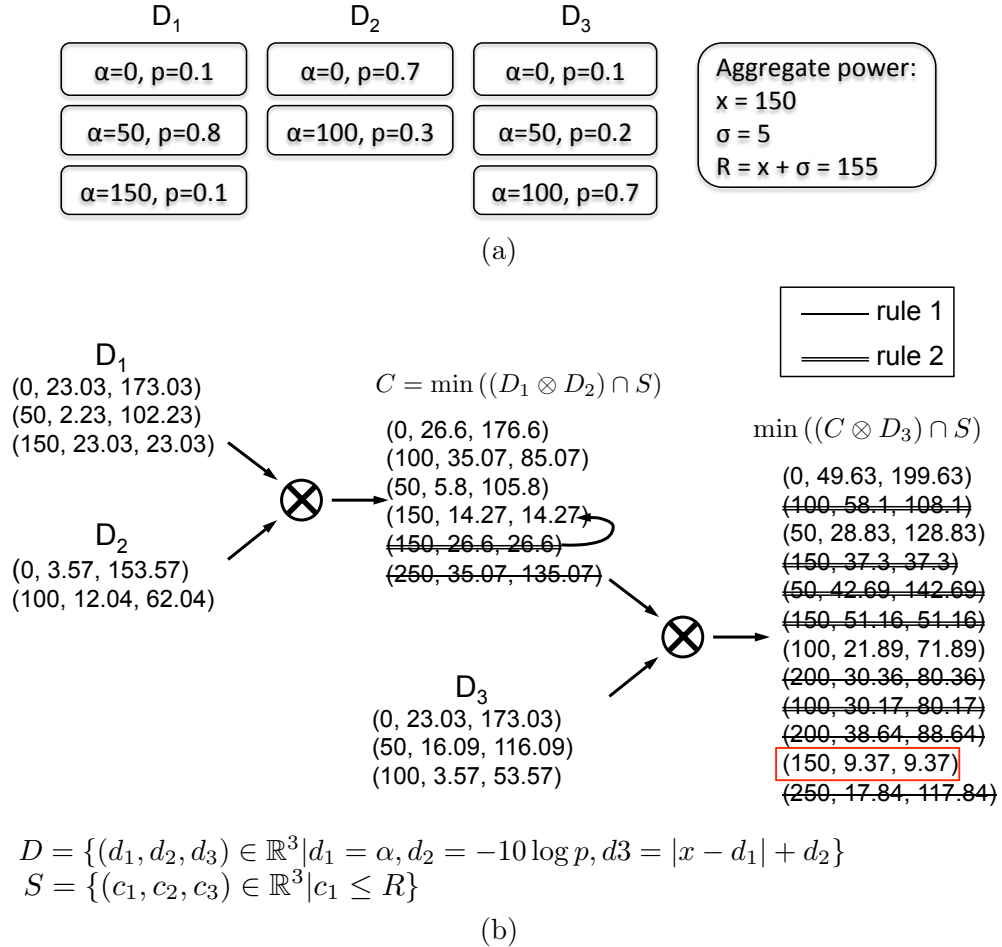 D₁ D₂ D₃
α=0, p=0.1 α=0, p=0.7 α=0, p=0.1
α=50, p=0.8 α=100, p=0.3 α=50, p=0.2
α=150, p=0.1 α=100, p=0.7
Aggregate power:
x = 150
σ = 5
R = x + σ = 155
(a)
rule 1
rule 2
D₁
(0, 23.03, 173.03)
(50, 2.23, 102.23)
(150, 23.03, 23.03)
D₂
(0, 3.57, 153.57)
(100, 12.04, 62.04)
C = min ((D₁ ⊗ D₂) ∩ S)
(0, 26.6, 176.6)
(100, 35.07, 85.07)
(50, 5.8, 105.8)
(150, 14.27, 14.27)
(150, 26.6, 26.6)
(250, 35.07, 135.07)
D₃
(0, 23.03, 173.03)
(50, 16.09, 116.09)
(100, 3.57, 53.57)
min ((C ⊗ D₃) ∩ S)
(0, 49.63, 199.63)
(100, 58.1, 108.1)
(50, 28.83, 128.83)
(150, 37.3, 37.3)
(50, 42.69, 142.69)
(150, 51.16, 51.16)
(100, 21.89, 71.89)
(200, 30.36, 80.36)
(100, 30.17, 80.17)
(200, 38.64, 88.64)
(150, 9.37, 9.37)
(250, 17.84, 117.84)
D = {(d₁, d₂, d₃) ∈ ℝ³|d₁ = α, d₂ = −10 log p, d3 = |x − d₁| + d₂}
S = {(c₁, c₂, c₃) ∈ ℝ³|c₁ ≤ R}
(b)